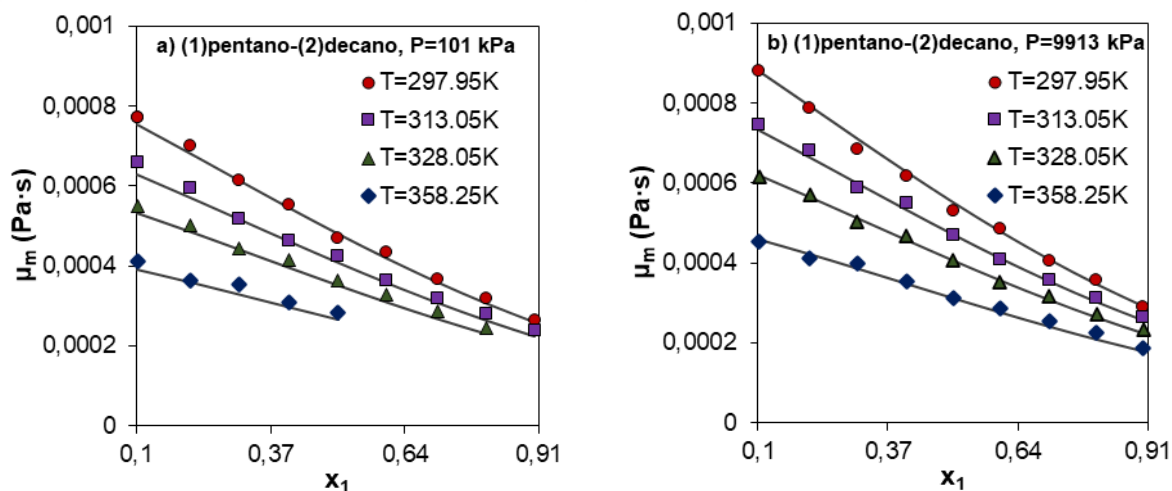 a) (1)pentano-(2)decano, P=101 kPa
T=297.95K
T=313.05K
T=328.05K
T=358.25K
0,001
0,0008
0,0006
0,0004
0,0002
0
μm (Pa·s)
0,1
0,37
0,64
0,91
x1
b) (1)pentano-(2)decano, P=9913 kPa
T=297.95K
T=313.05K
T=328.05K
T=358.25K
0,001
0,0008
0,0006
0,0004
0,0002
0
μm (Pa·s)
0,1
0,37
0,64
0,91
x1